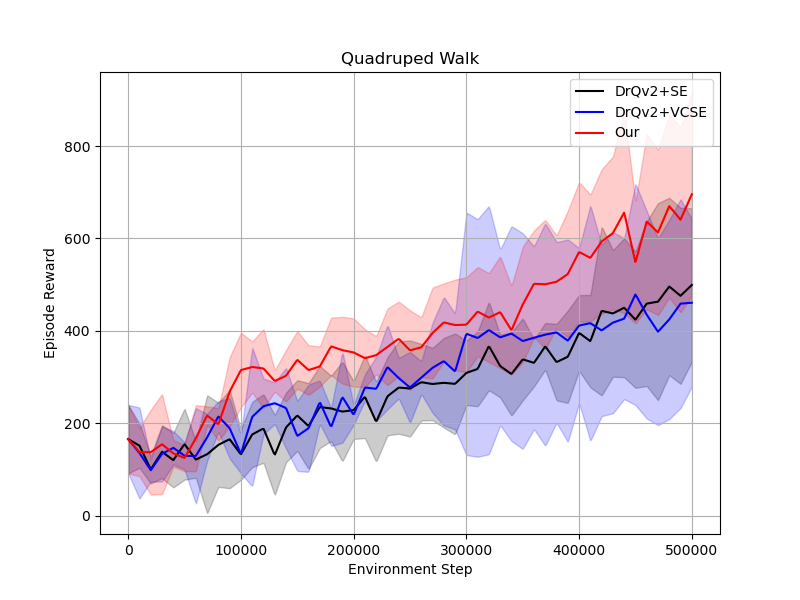 Quadruped Walk
DrQv2+SE
DrQv2+VCSE
Our
Episode Reward
800
600
400
200
0
0 100000 200000 300000 400000 500000
Environment Step